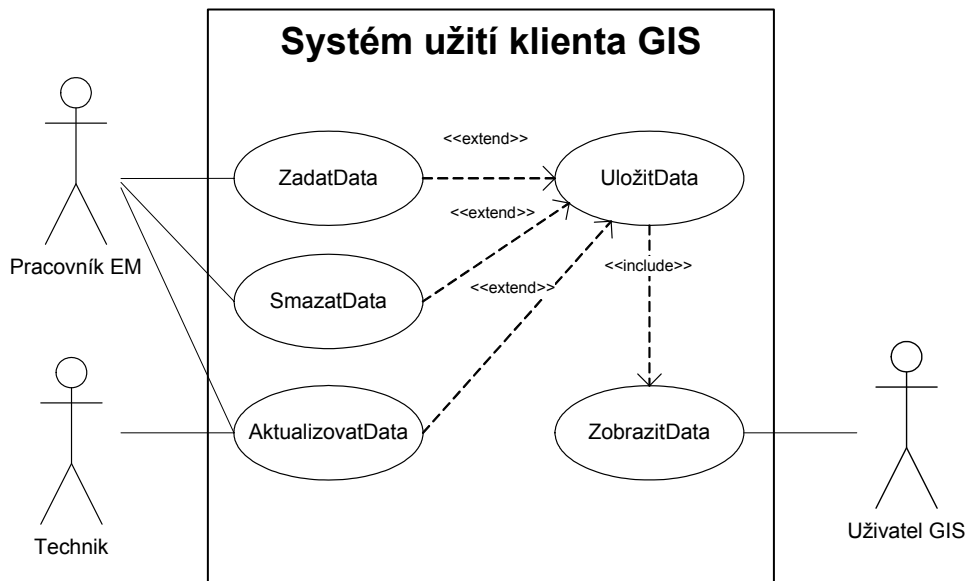 Systém užití klienta GIS
<<extend>>
ZadatData
UložitData
<<extend>>
Pracovník EM
<<include>>
<<extend>>
SmazatData
AktualizovatData
ZobrazitData
Technik
Uživatel GIS